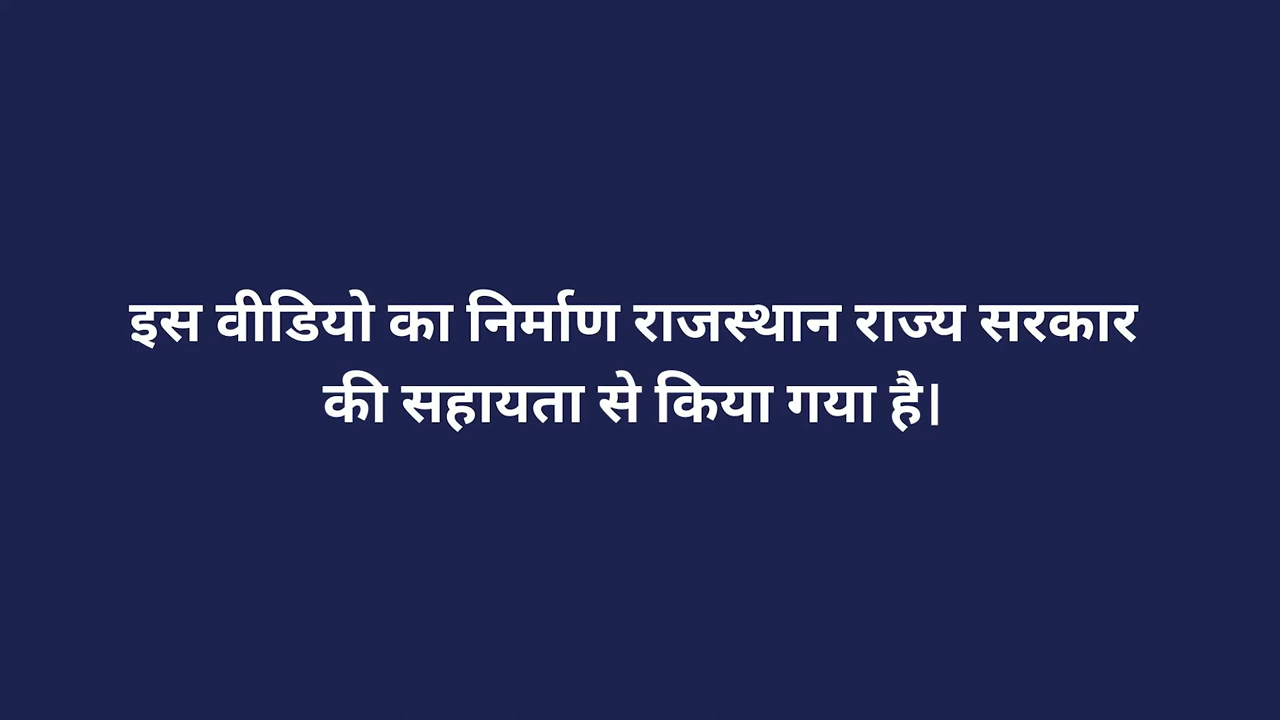 इस वीडियो का निर्माण राजस्थान राज्य सरकार
की सहायता से किया गया है।